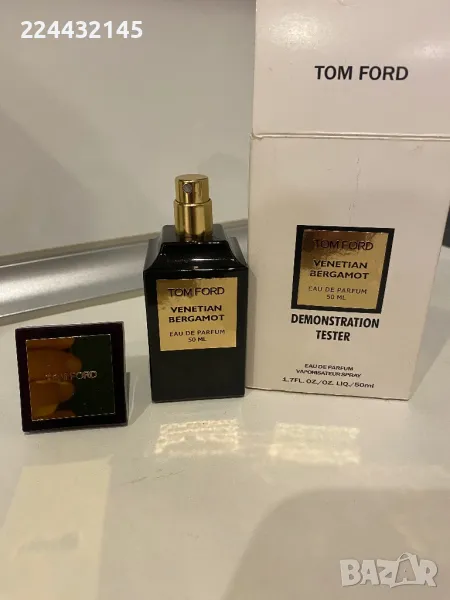 224432145
TOM FORD
TOM FORD
VENETIAN
BERGAMOT
EAU DE PARFUM
50 ML
DEMONSTRATION
TESTER
EAU DE PARFUM
VAPORISATEUR SPRAY
1.7FL. OZ./OZ. LIQ./50ml
TOM FORD
VENETIAN
BERGAMOT
EAU DE PARFUM
50 ML
TOM FORD
BAZAR